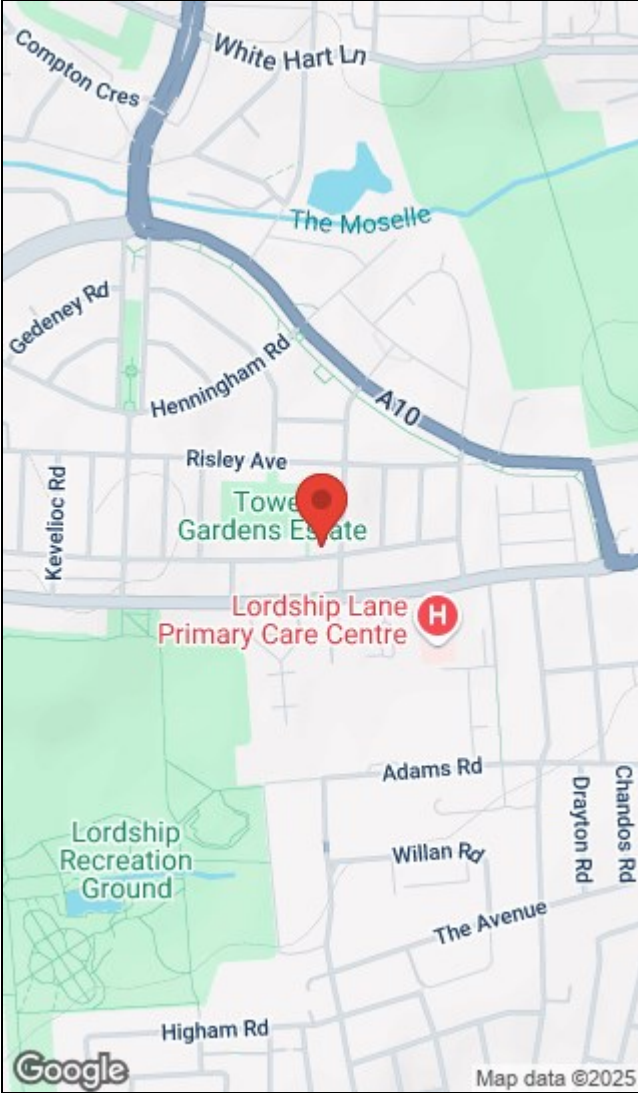 White Hart Ln
Compton Cres
The Moselle
Gedeney Rd
Henningham Rd
A10
Risley Ave
Kevelioc Rd
Gardens Estate
Lordship Lane
Primary Care Centre
H
Adams Rd
Drayton Rd
Chandos Rd
Lordship
Recreation
Ground
Willan Rd
The Avenue
Higham Rd
Google
Map data ©2025